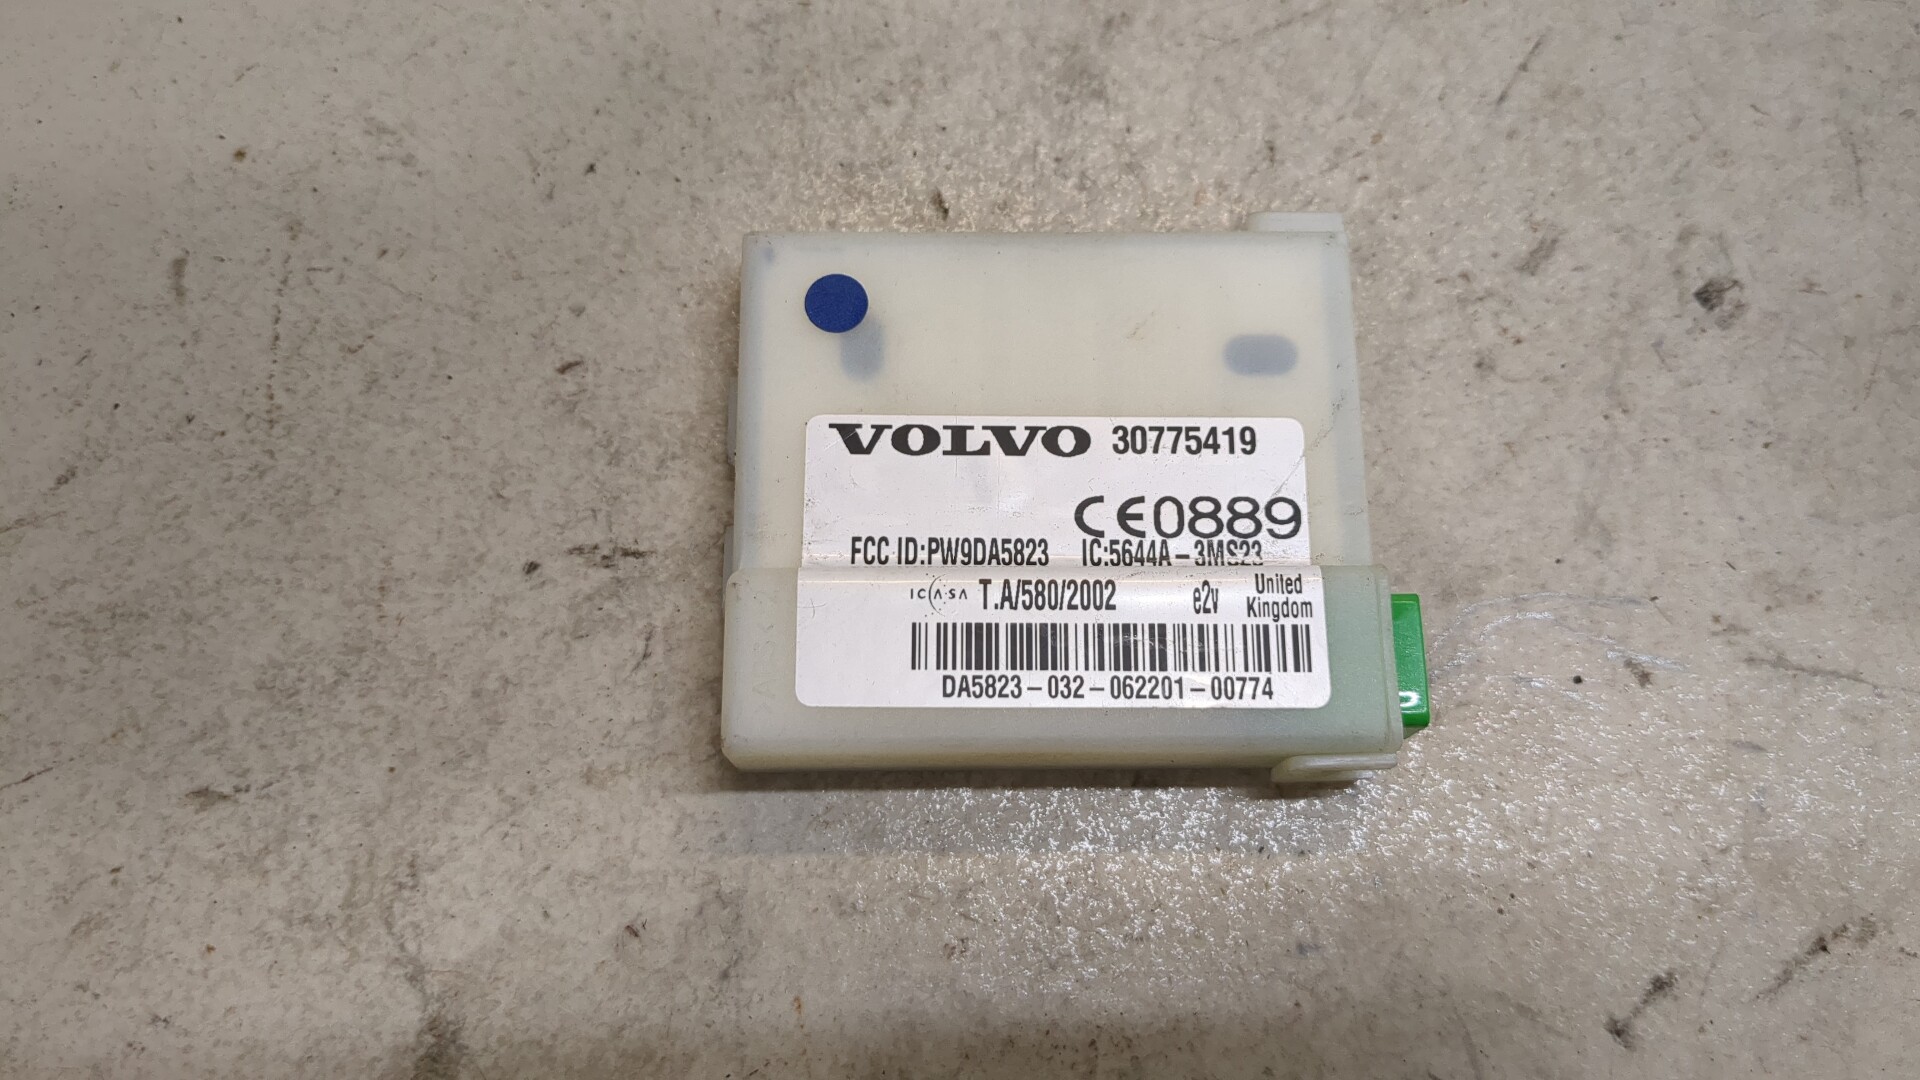 VOLVO 30775419
CE0889
FCC ID:PW9DA5823 IC:5644A-3MS23
ICASA T.A/580/2002 e2v United Kingdom
DA5823-032-062201-00774